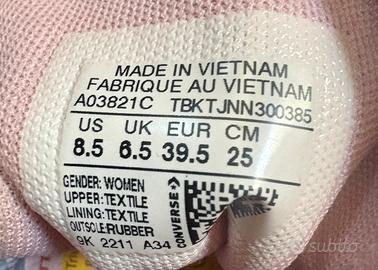 MADE IN VIETNAM
FABRIQUE AU VIETNAM
A03821C TBKTJNN300385
US UK EUR CM
8.5 6.5 39.5 25
GENDER: WOMEN
UPPER: TEXTILE
LINING: TEXTILE
OUTSOLE: RUBBER
9K 2211 A34
CONVERSE
subito